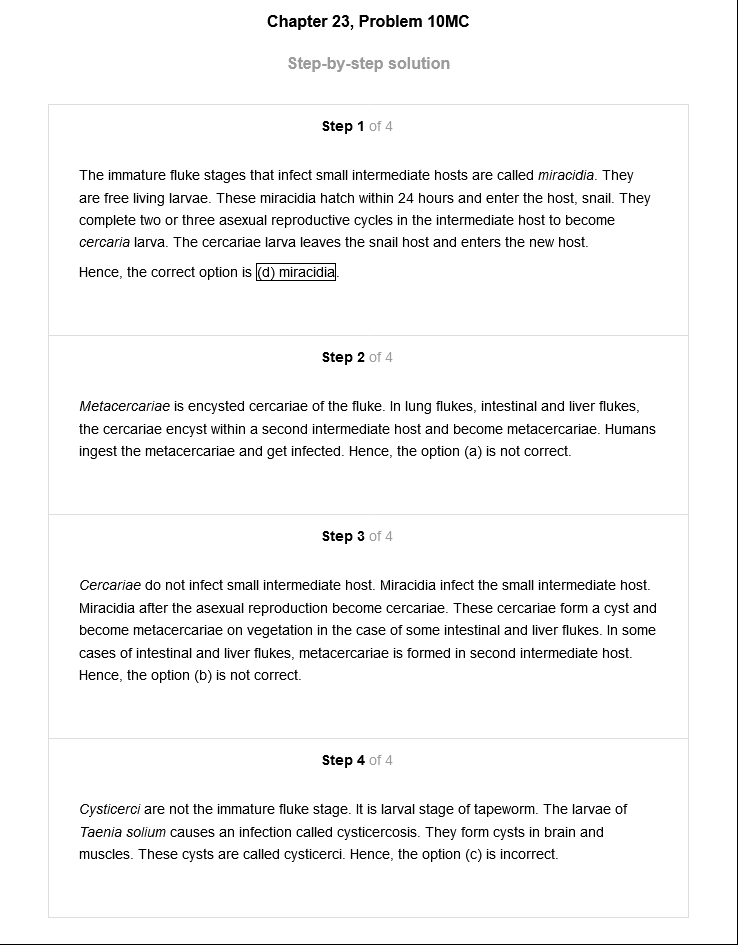 Chapter 23, Problem 10MC
Step-by-step solution
Step 1 of 4
The immature fluke stages that infect small intermediate hosts are called miracidia. They
are free living larvae. These miracidia hatch within 24 hours and enter the host, snail. They
complete two or three asexual reproductive cycles in the intermediate host to become
cercaria larva. The cercariae larva leaves the snail host and enters the new host.
Hence, the correct option is (d) miracidia.
Step 2 of 4
Metacercariae is encysted cercariae of the fluke. In lung flukes, intestinal and liver flukes,
the cercariae encyst within a second intermediate host and become metacercariae. Humans
ingest the metacercariae and get infected. Hence, the option (a) is not correct.
Step 3 of 4
Cercariae do not infect small intermediate host. Miracidia infect the small intermediate host.
Miracidia after the asexual reproduction become cercariae. These cercariae form a cyst and
become metacercariae on vegetation in the case of some intestinal and liver flukes. In some
cases of intestinal and liver flukes, metacercariae is formed in second intermediate host.
Hence, the option (b) is not correct.
Step 4 of 4
Cysticerci are not the immature fluke stage. It is larval stage of tapeworm. The larvae of
Taenia solium causes an infection called cysticercosis. They form cysts in brain and
muscles. These cysts are called cysticerci. Hence, the option (c) is incorrect.